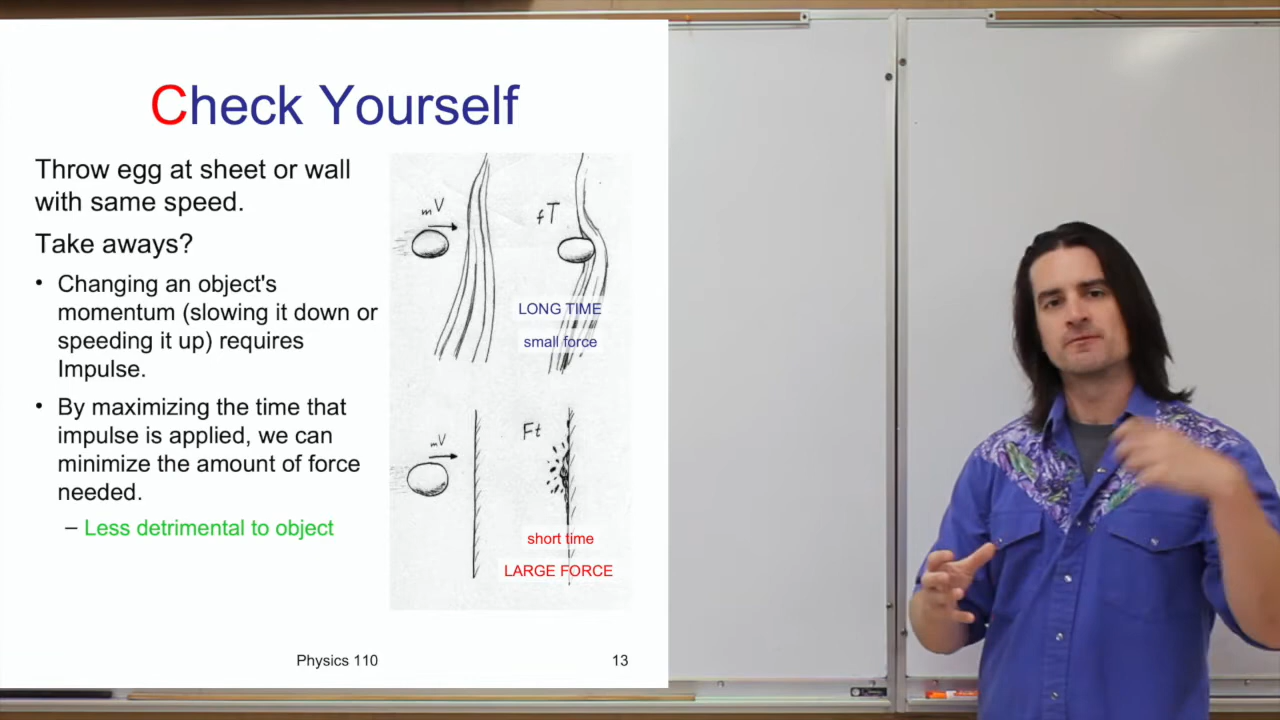 Check Yourself
Throw egg at sheet or wall
with same speed.
Take aways?
• Changing an object's
momentum (slowing it down or
speeding it up) requires
Impulse.
• By maximizing the time that
impulse is applied, we can
minimize the amount of force
needed.
– Less detrimental to object
mV
fT
LONG TIME
small force
mV
Ft
short time
LARGE FORCE
Physics 110
13